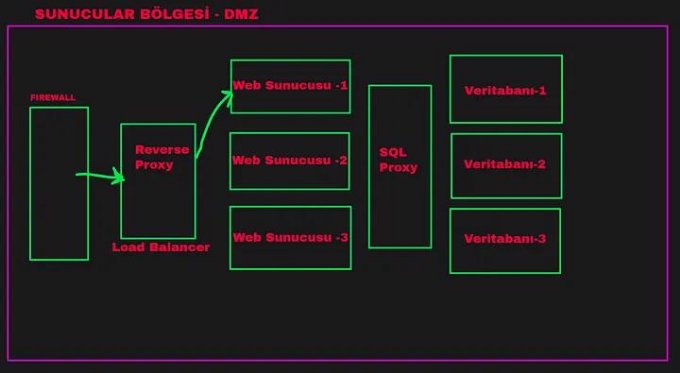 SUNUCULAR BÖLGESİ - DMZ
FIREWALL
Reverse
Proxy
Load Balancer
Web Sunucusu -1
Web Sunucusu -2
Web Sunucusu -3
SQL
Proxy
Veritabanı-1
Veritabanı-2
Veritabanı-3